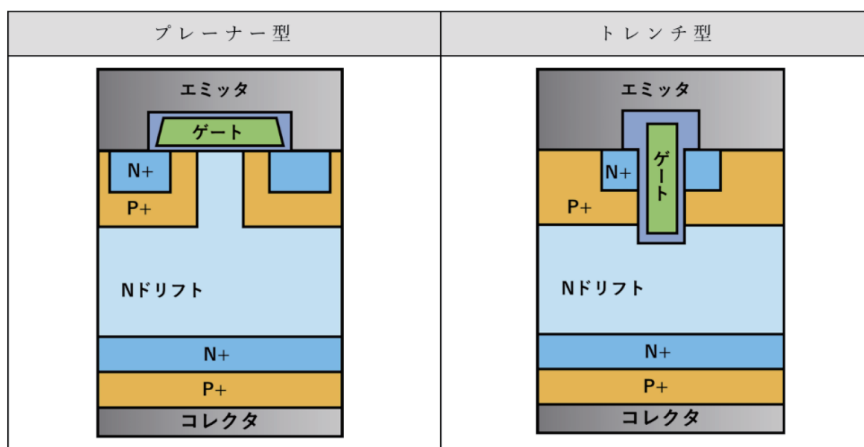 プレーナー型
トレンチ型
エミッタ
ゲート
N+
P+
Nドリフト
N+
P+
コレクタ
エミッタ
ゲート
N+
P+
Nドリフト
N+
P+
コレクタ